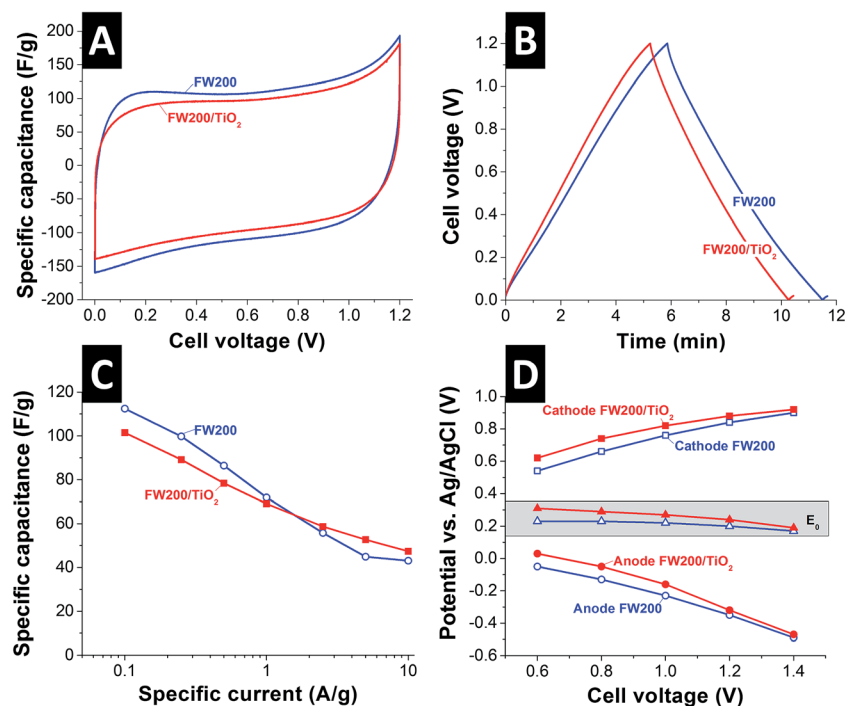 A
200
150
100
50
0
-50
-100
-150
-200
Specific capacitance (F/g)
FW200
FW200/TiO₂
0.0 0.2 0.4 0.6 0.8 1.0 1.2
Cell voltage (V)
B
1.2
1.0
0.8
0.6
0.4
0.2
0.0
Cell voltage (V)
FW200
FW200/TiO₂
0 2 4 6 8 10 12
Time (min)
C
120
100
80
60
40
20
0
Specific capacitance (F/g)
FW200
FW200/TiO₂
0.1 1 10
Specific current (A/g)
D
1.0
0.8
0.6
0.4
0.2
0.0
-0.2
-0.4
-0.6
Potential vs. Ag/AgCl (V)
Cathode FW200/TiO₂
Cathode FW200
E₀
Anode FW200/TiO₂
Anode FW200
0.6 0.8 1.0 1.2 1.4
Cell voltage (V)